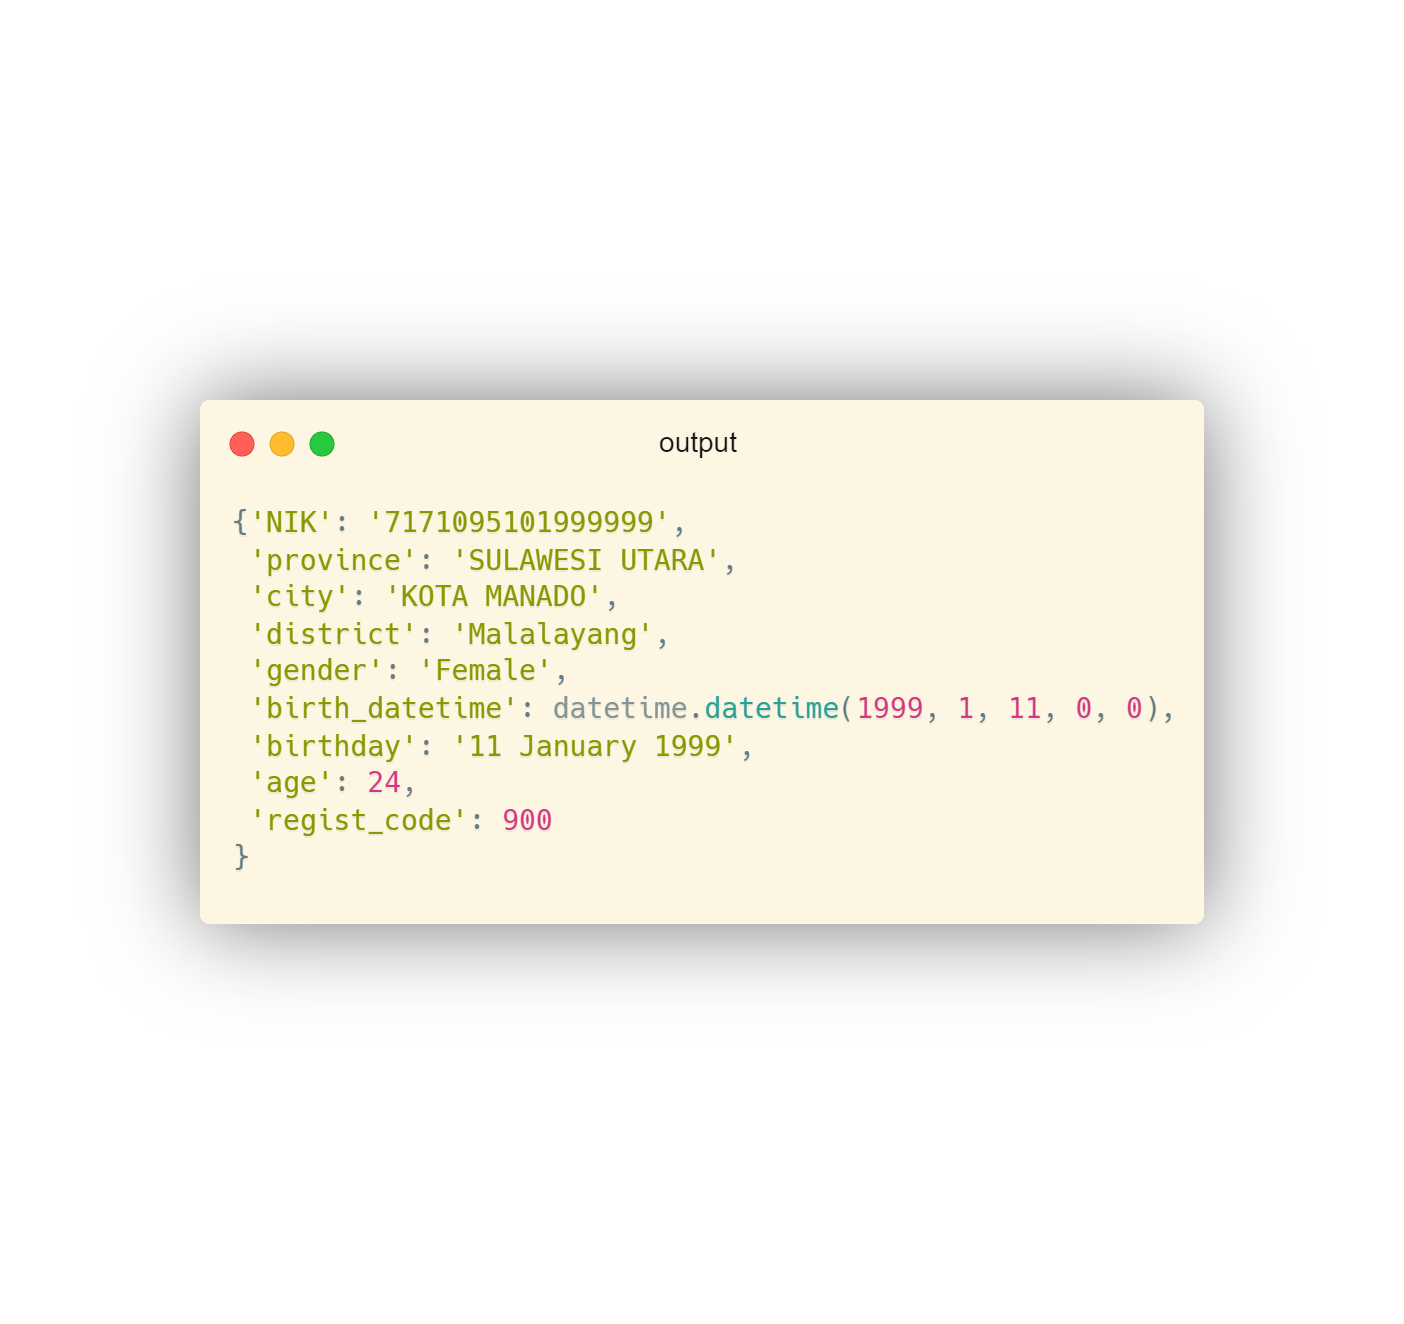 output
{'NIK': '7171095101999999',
 'province': 'SULAWESI UTARA',
 'city': 'KOTA MANADO',
 'district': 'Malalayang',
 'gender': 'Female',
 'birth_datetime': datetime.datetime(1999, 1, 11, 0, 0),
 'birthday': '11 January 1999',
 'age': 24,
 'regist_code': 900
}